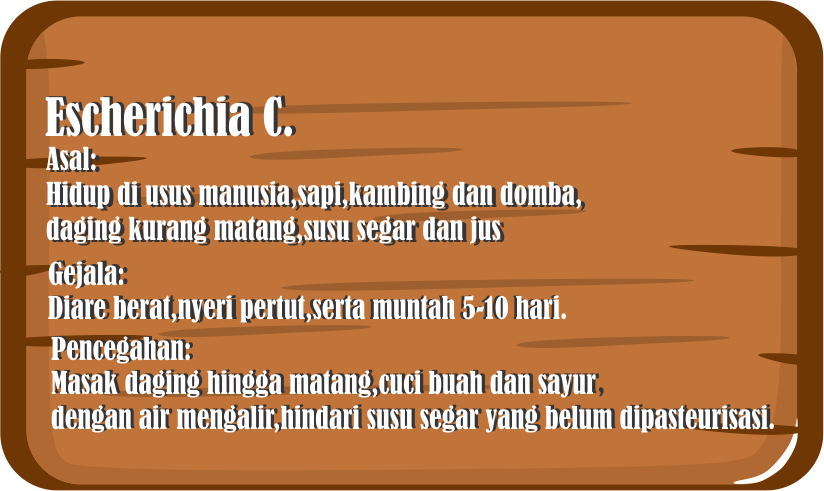 Escherichia C.
Asal:
Hidup di usus manusia,sapi,kambing dan domba,
daging kurang matang,susu segar dan jus
Gejala:
Diare berat,nyeri pertut,serta muntah 5-10 hari.
Pencegahan:
Masak daging hingga matang,cuci buah dan sayur,
dengan air mengalir,hindari susu segar yang belum dipasteurisasi.